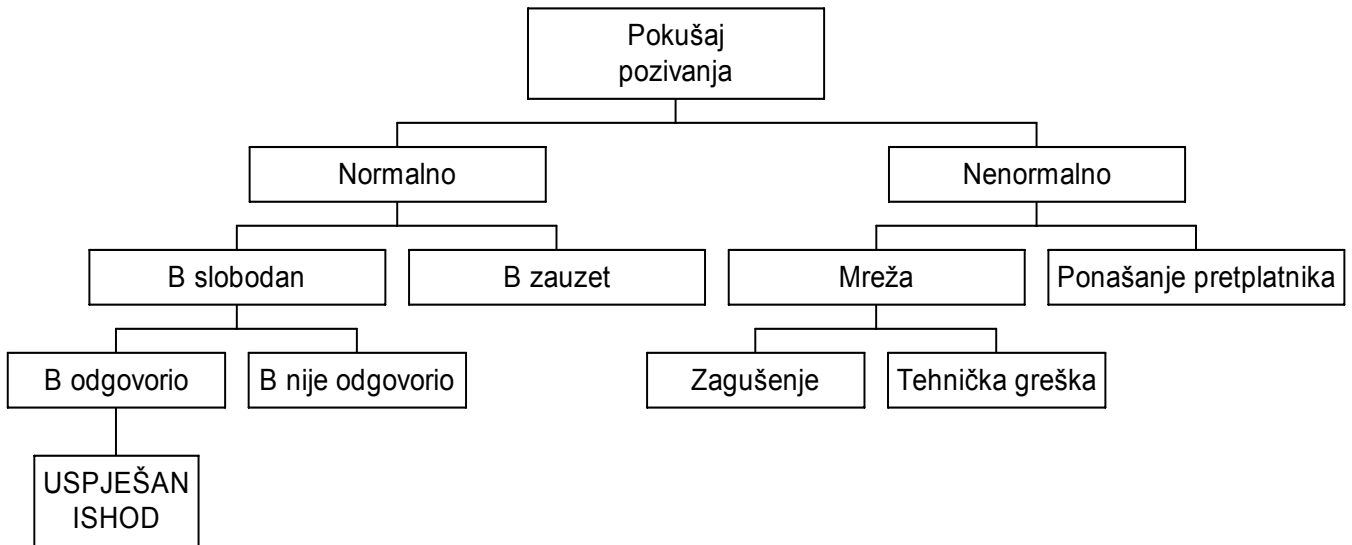 Pokušaj
pozivanja
Normalno
Nenormalno
B slobodan
B zauzet
Mreža
Ponašanje pretplatnika
B odgovorio
B nije odgovorio
Zagušenje
Tehnička greška
USPJEŠAN
ISHOD